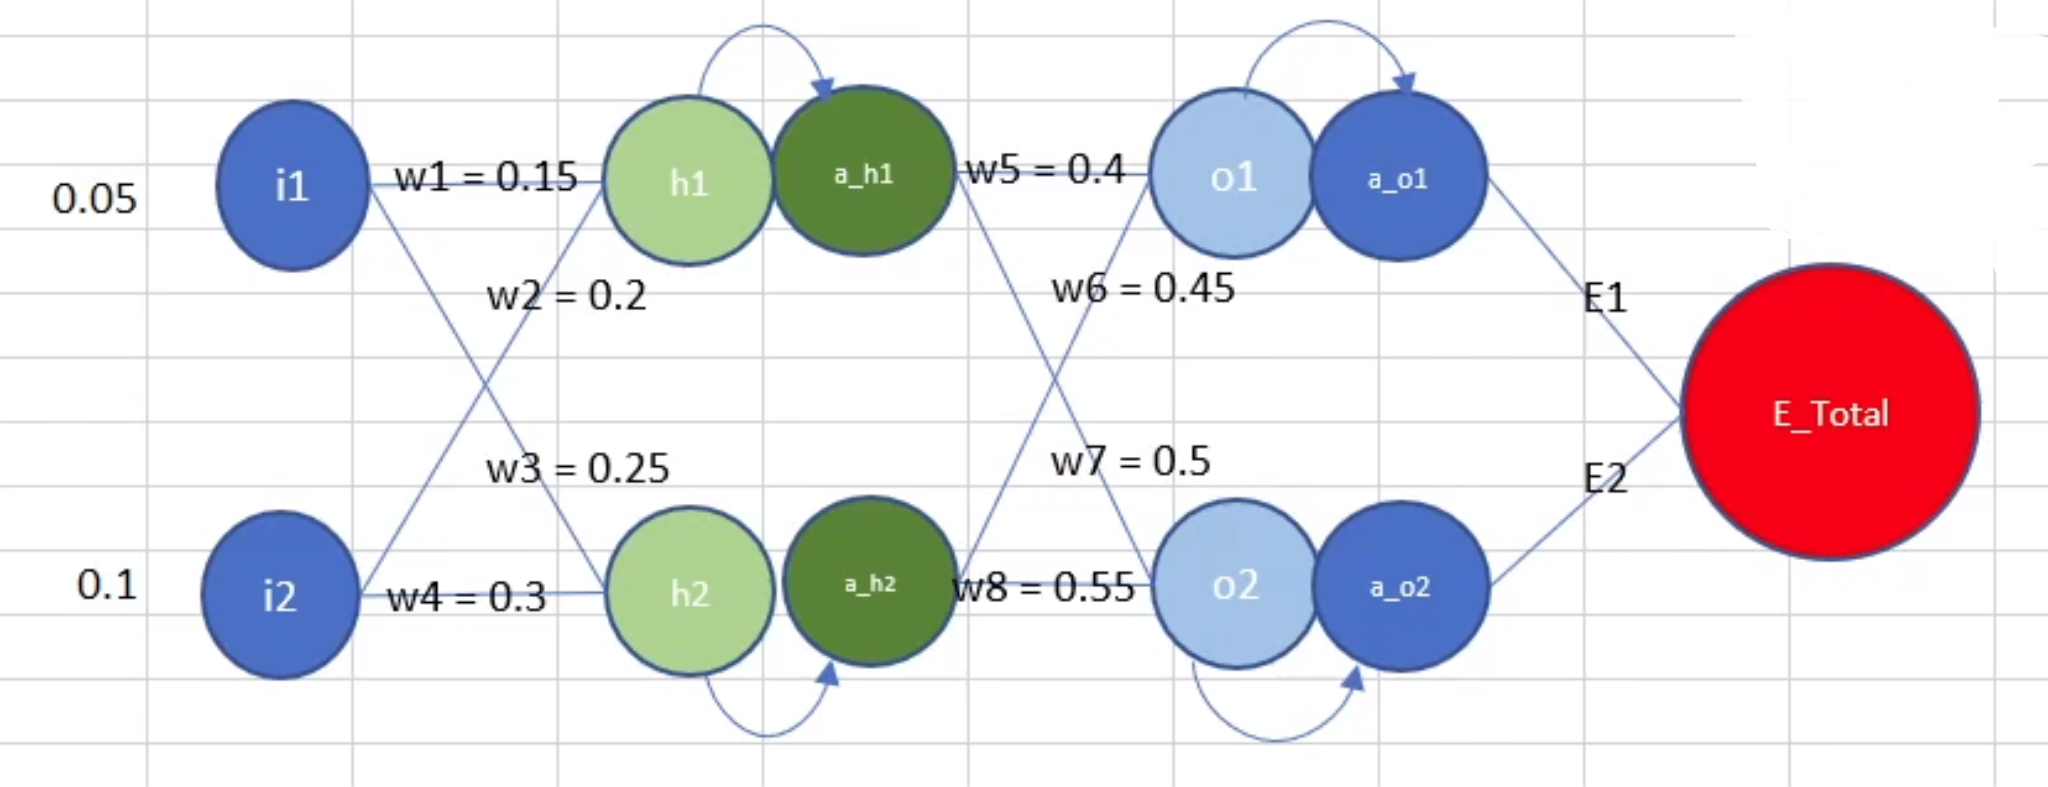 0.05
i1
w1 = 0.15
h1
a_h1
w5 = 0.4
o1
a_o1
w2 = 0.2
w6 = 0.45
E1
E_Total
w3 = 0.25
w7 = 0.5
E2
0.1
i2
w4 = 0.3
h2
a_h2
w8 = 0.55
o2
a_o2